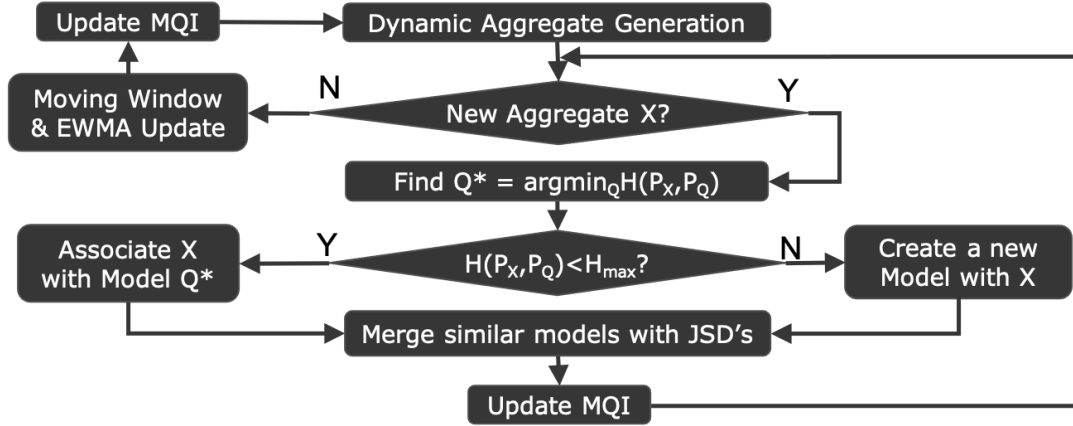 Update MQI
Dynamic Aggregate Generation
Moving Window
& EWMA Update
N
New Aggregate X?
Y
Find Q* = argmin_QH(P_X,P_Q)
Associate X
with Model Q*
Y
H(P_X,P_Q)<H_max?
N
Create a new
Model with X
Merge similar models with JSD's
Update MQI